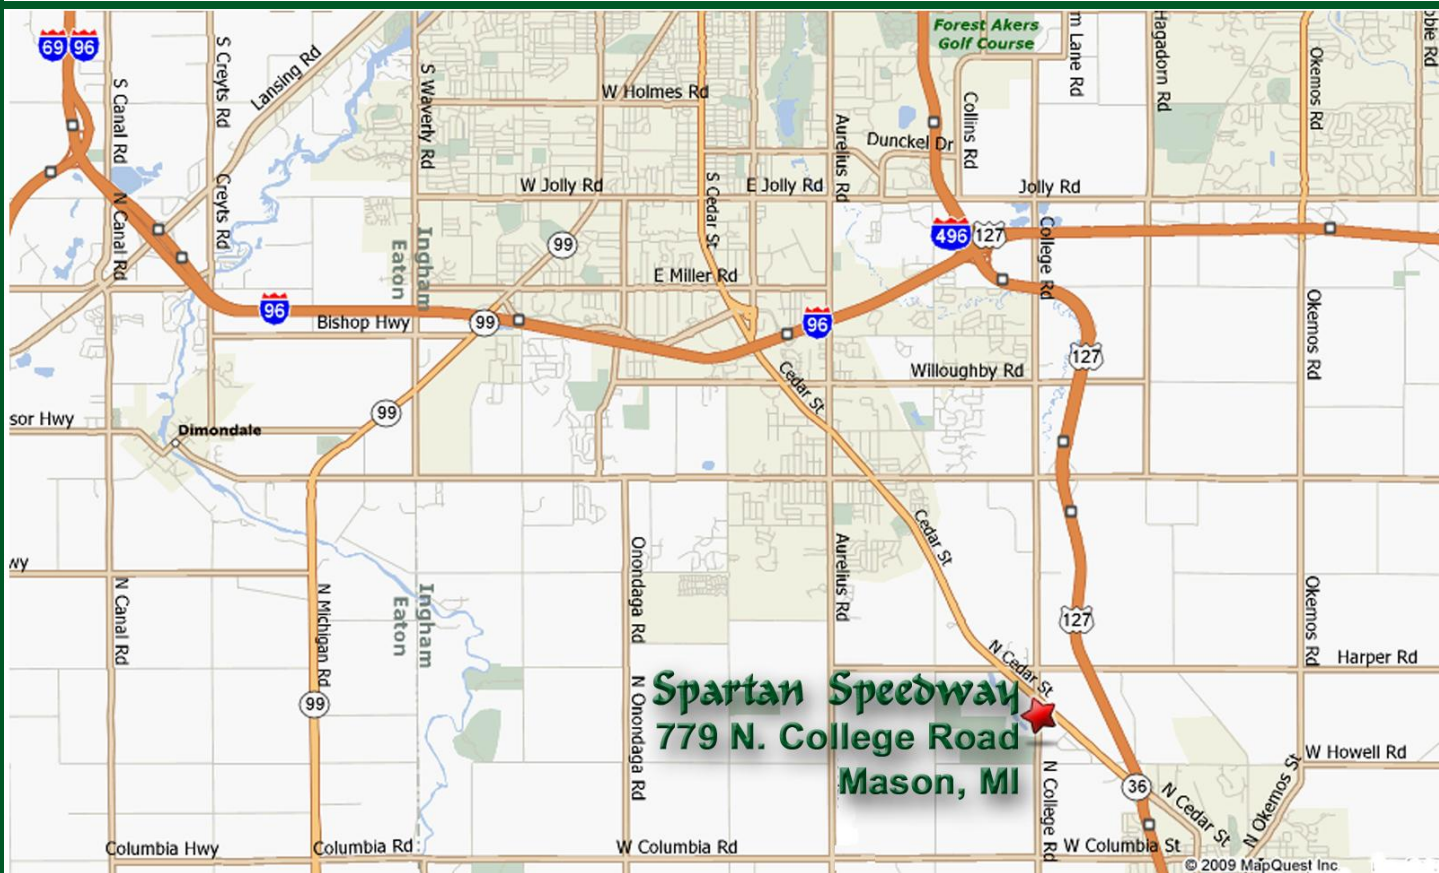 Forest Akers
Golf Course
69
96
S Canal Rd
S Creyts Rd
Lansing Rd
S Waverly Rd
W Holmes Rd
Aurelius Rd
Dunckel Dr
Collins Rd
m Lane Rd
Hagadorn Rd
Okemos Rd
bbie Rd
N Canal Rd
Creyts Rd
W Jolly Rd
S Cedar St
E Jolly Rd
Jolly Rd
College Rd
99
Eaton
Ingham
496
127
E Miller Rd
96
Bishop Hwy
99
96
127
Okemos Rd
Cedar St
Willoughby Rd
99
sor Hwy
Dimondale
Cedar St
wy
N Canal Rd
N Michigan Rd
Eaton
Ingham
Onondaga Rd
Aurelius Rd
127
Okemos Rd
Harper Rd
N Cedar St
99
N Onondaga Rd
Spartan Speedway
779 N. College Road
Mason, MI
N College Rd
36
N Cedar St
N Okemos St
W Howell Rd
Columbia Hwy
Columbia Rd
W Columbia Rd
W Columbia St
© 2009 MapQuest Inc